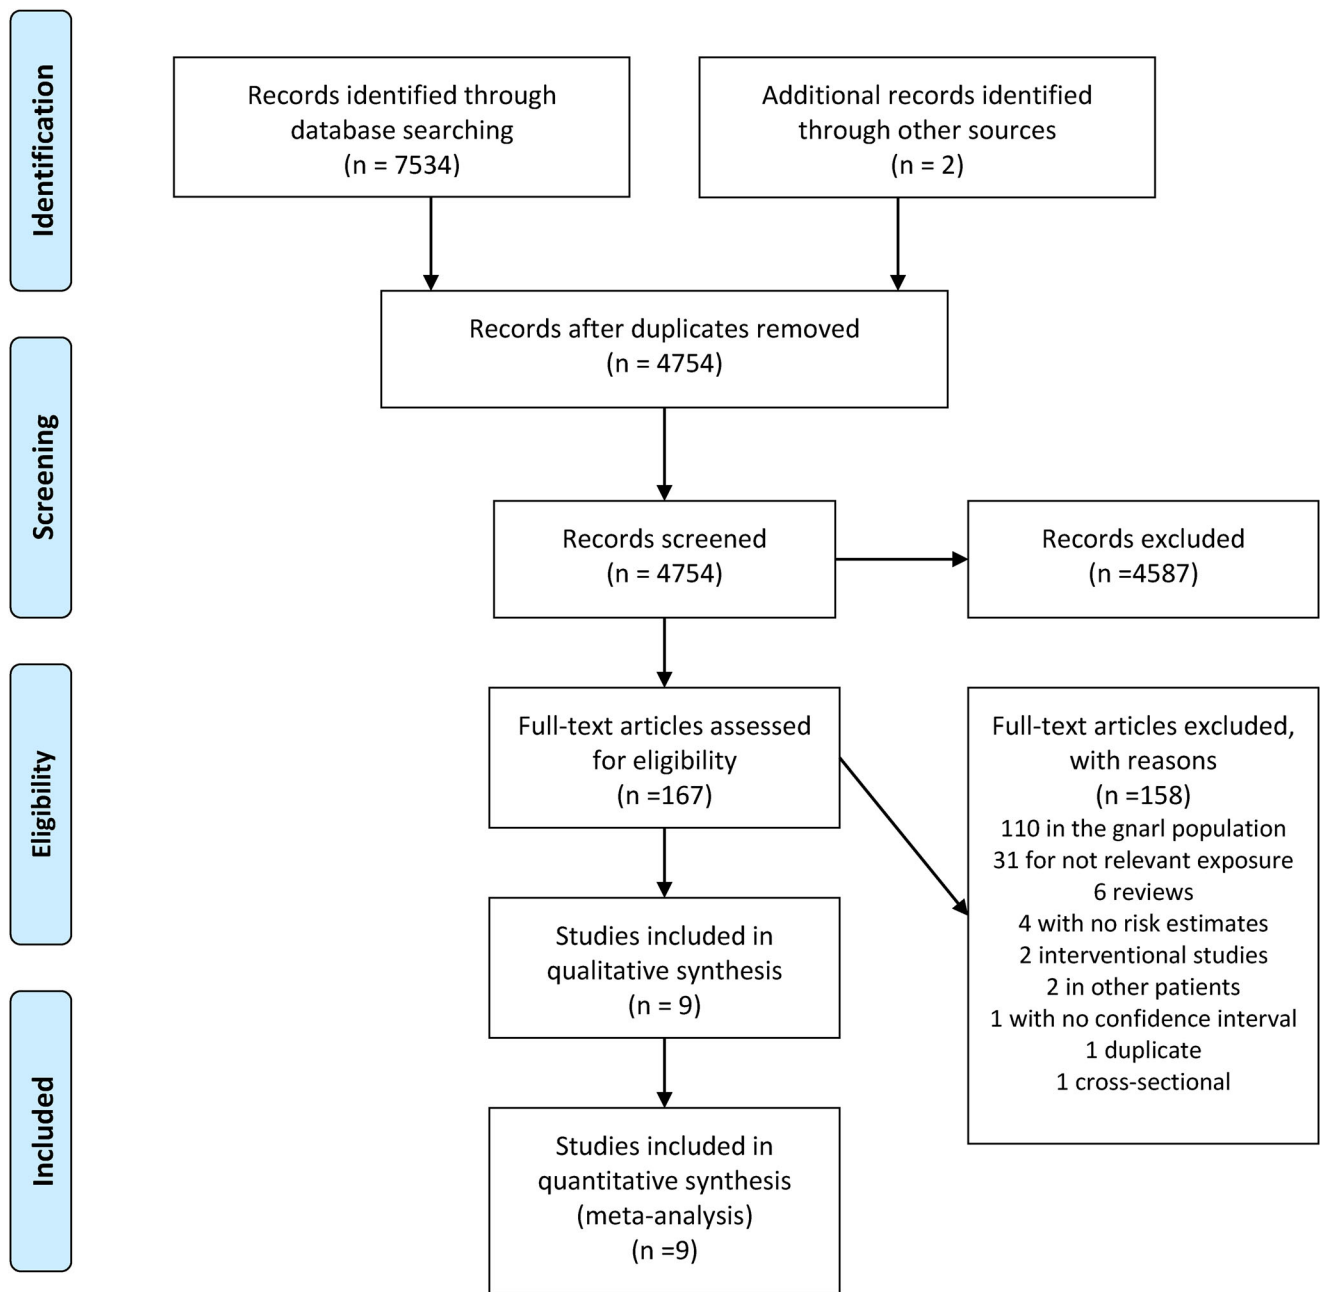 Identification
Records identified through
database searching
(n = 7534)
Additional records identified
through other sources
(n = 2)
Records after duplicates removed
(n = 4754)
Screening
Records screened
(n = 4754)
Records excluded
(n =4587)
Eligibility
Full-text articles assessed
for eligibility
(n =167)
Full-text articles excluded,
with reasons
(n =158)
110 in the gnarl population
31 for not relevant exposure
6 reviews
4 with no risk estimates
2 interventional studies
2 in other patients
1 with no confidence interval
1 duplicate
1 cross-sectional
Studies included in
qualitative synthesis
(n = 9)
Included
Studies included in
quantitative synthesis
(meta-analysis)
(n =9)